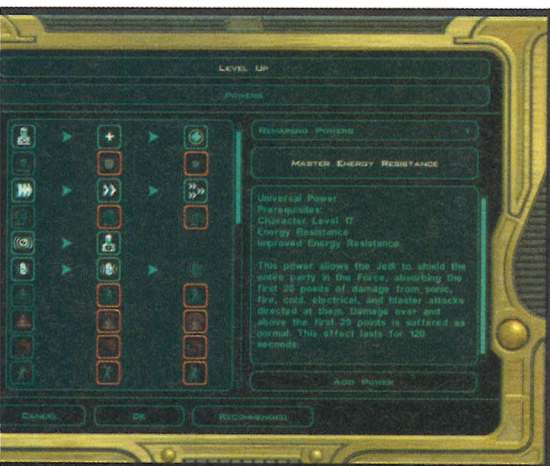 LEVEL UP
POWERS
REMAINING POWERS
MASTER ENERGY RESISTANCE
Universal Power
Prerequisites:
Character Level 17
Energy Resistance
Improved Energy Resistance
This power allows the Jedi to shield the
entire party in the Force, absorbing the
first 20 points of damage from sonic,
fire, cold, electrical, and blaster attacks
directed at them. Damage over and
above the first 20 points is suffered as
normal. This effect lasts for 120
seconds.
ADD POWER
CANCEL
OK
RECOMMENDED